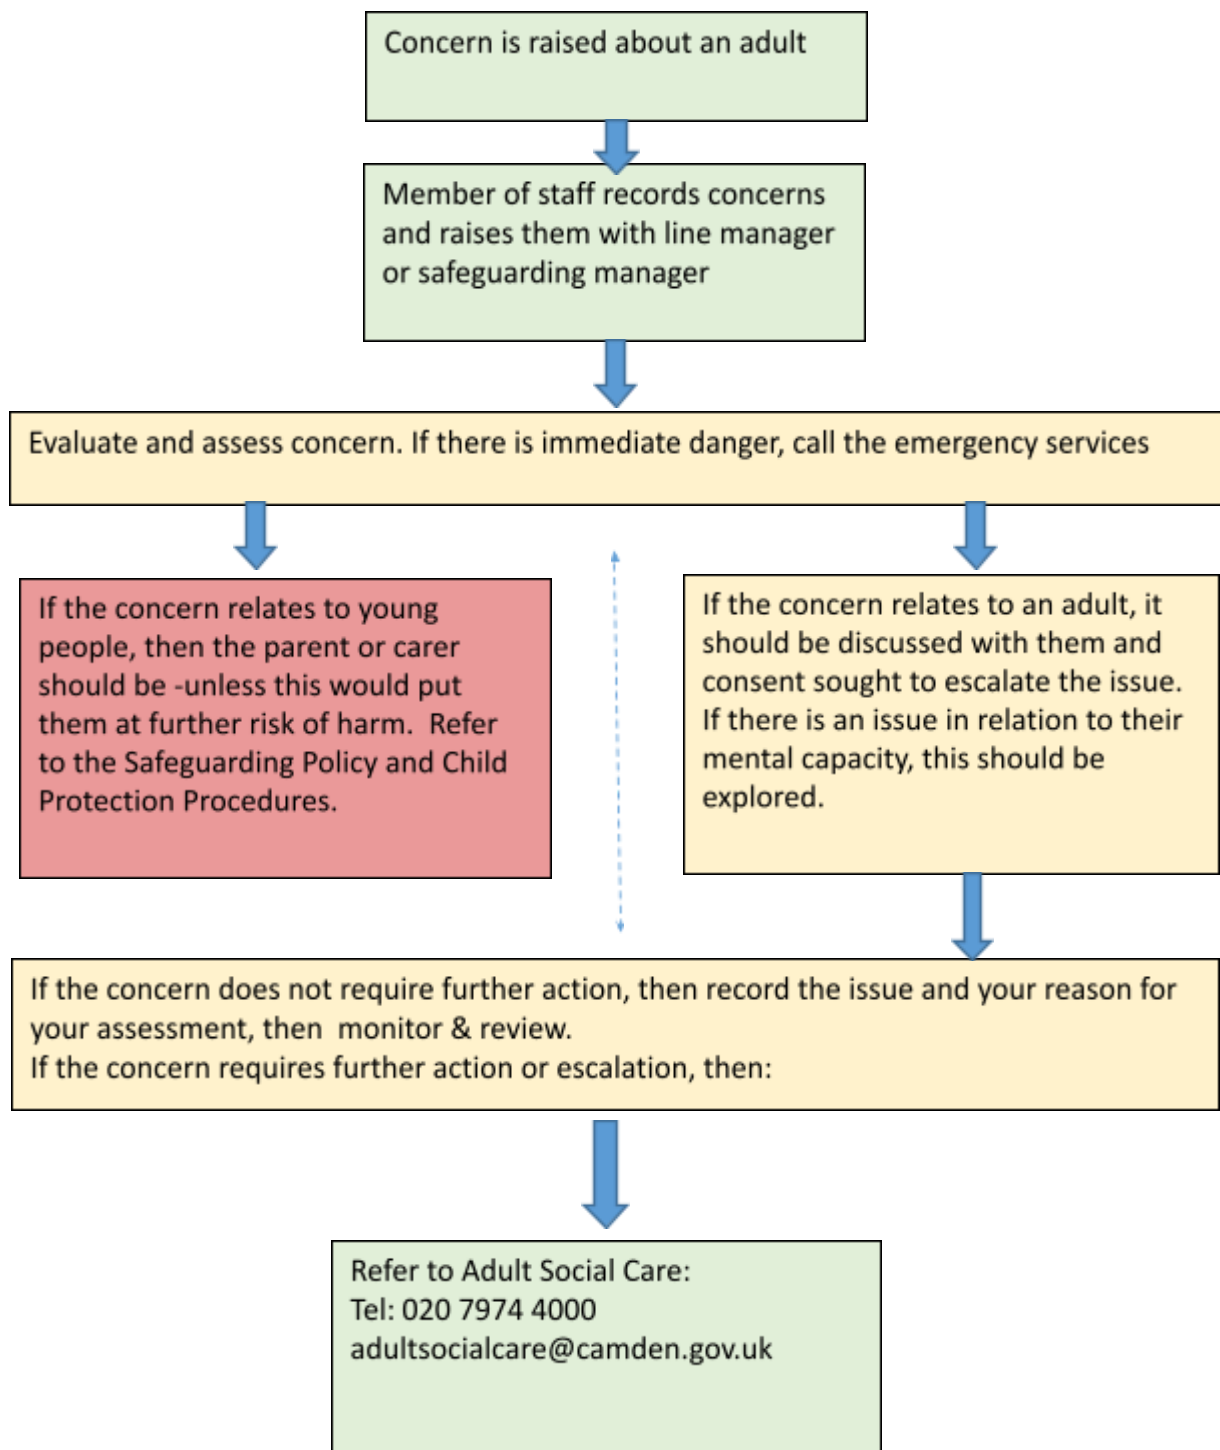 Concern is raised about an adult
Member of staff records concerns
and raises them with line manager
or safeguarding manager
Evaluate and assess concern. If there is immediate danger, call the emergency services
If the concern relates to young
people, then the parent or carer
should be -unless this would put
them at further risk of harm.  Refer
to the Safeguarding Policy and Child
Protection Procedures.
If the concern relates to an adult, it
should be discussed with them and
consent sought to escalate the issue.
If there is an issue in relation to their
mental capacity, this should be
explored.
If the concern does not require further action, then record the issue and your reason for
your assessment, then  monitor & review.
If the concern requires further action or escalation, then:
Refer to Adult Social Care:
Tel: 020 7974 4000
adultsocialcare@camden.gov.uk